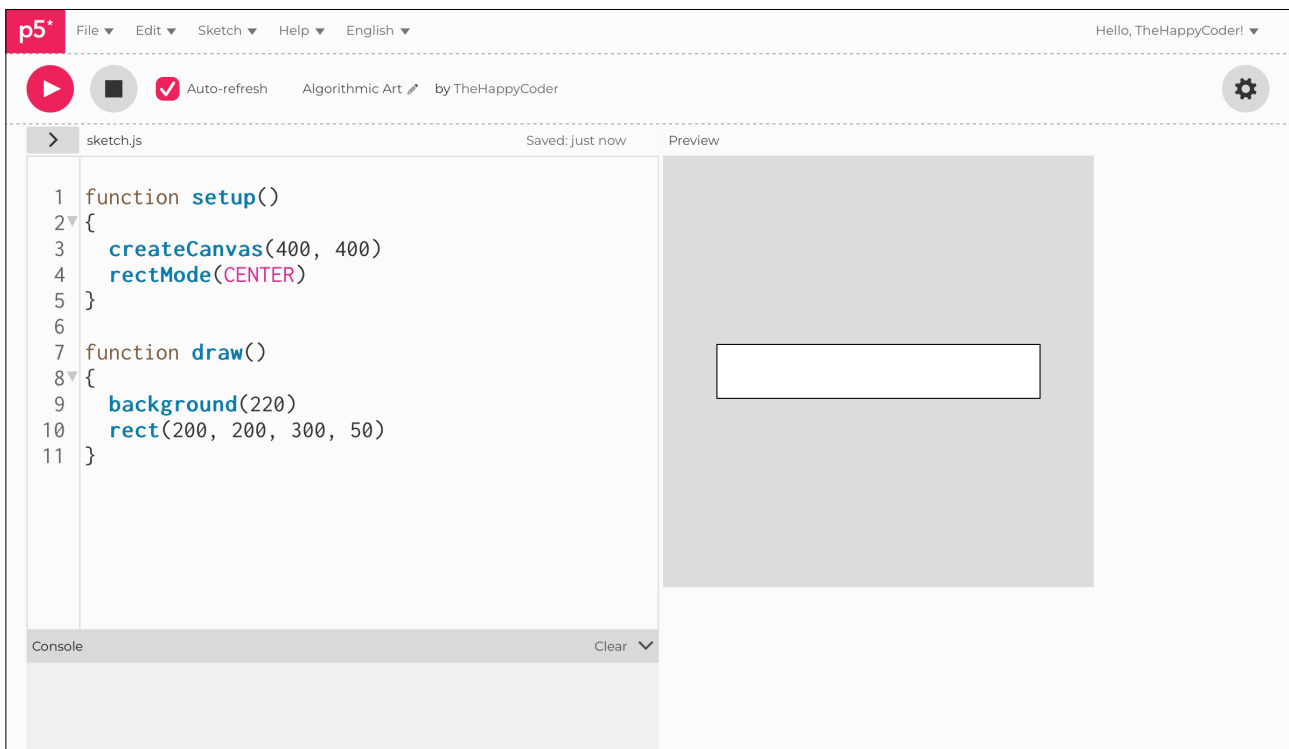 p5* File Edit Sketch Help English Hello, TheHappyCoder!
Auto-refresh Algorithmic Art by TheHappyCoder
sketch.js Saved: just now Preview
1 function setup()
2 {
3   createCanvas(400, 400)
4   rectMode(CENTER)
5 }
6
7 function draw()
8 {
9   background(220)
10   rect(200, 200, 300, 50)
11 }
Console Clear